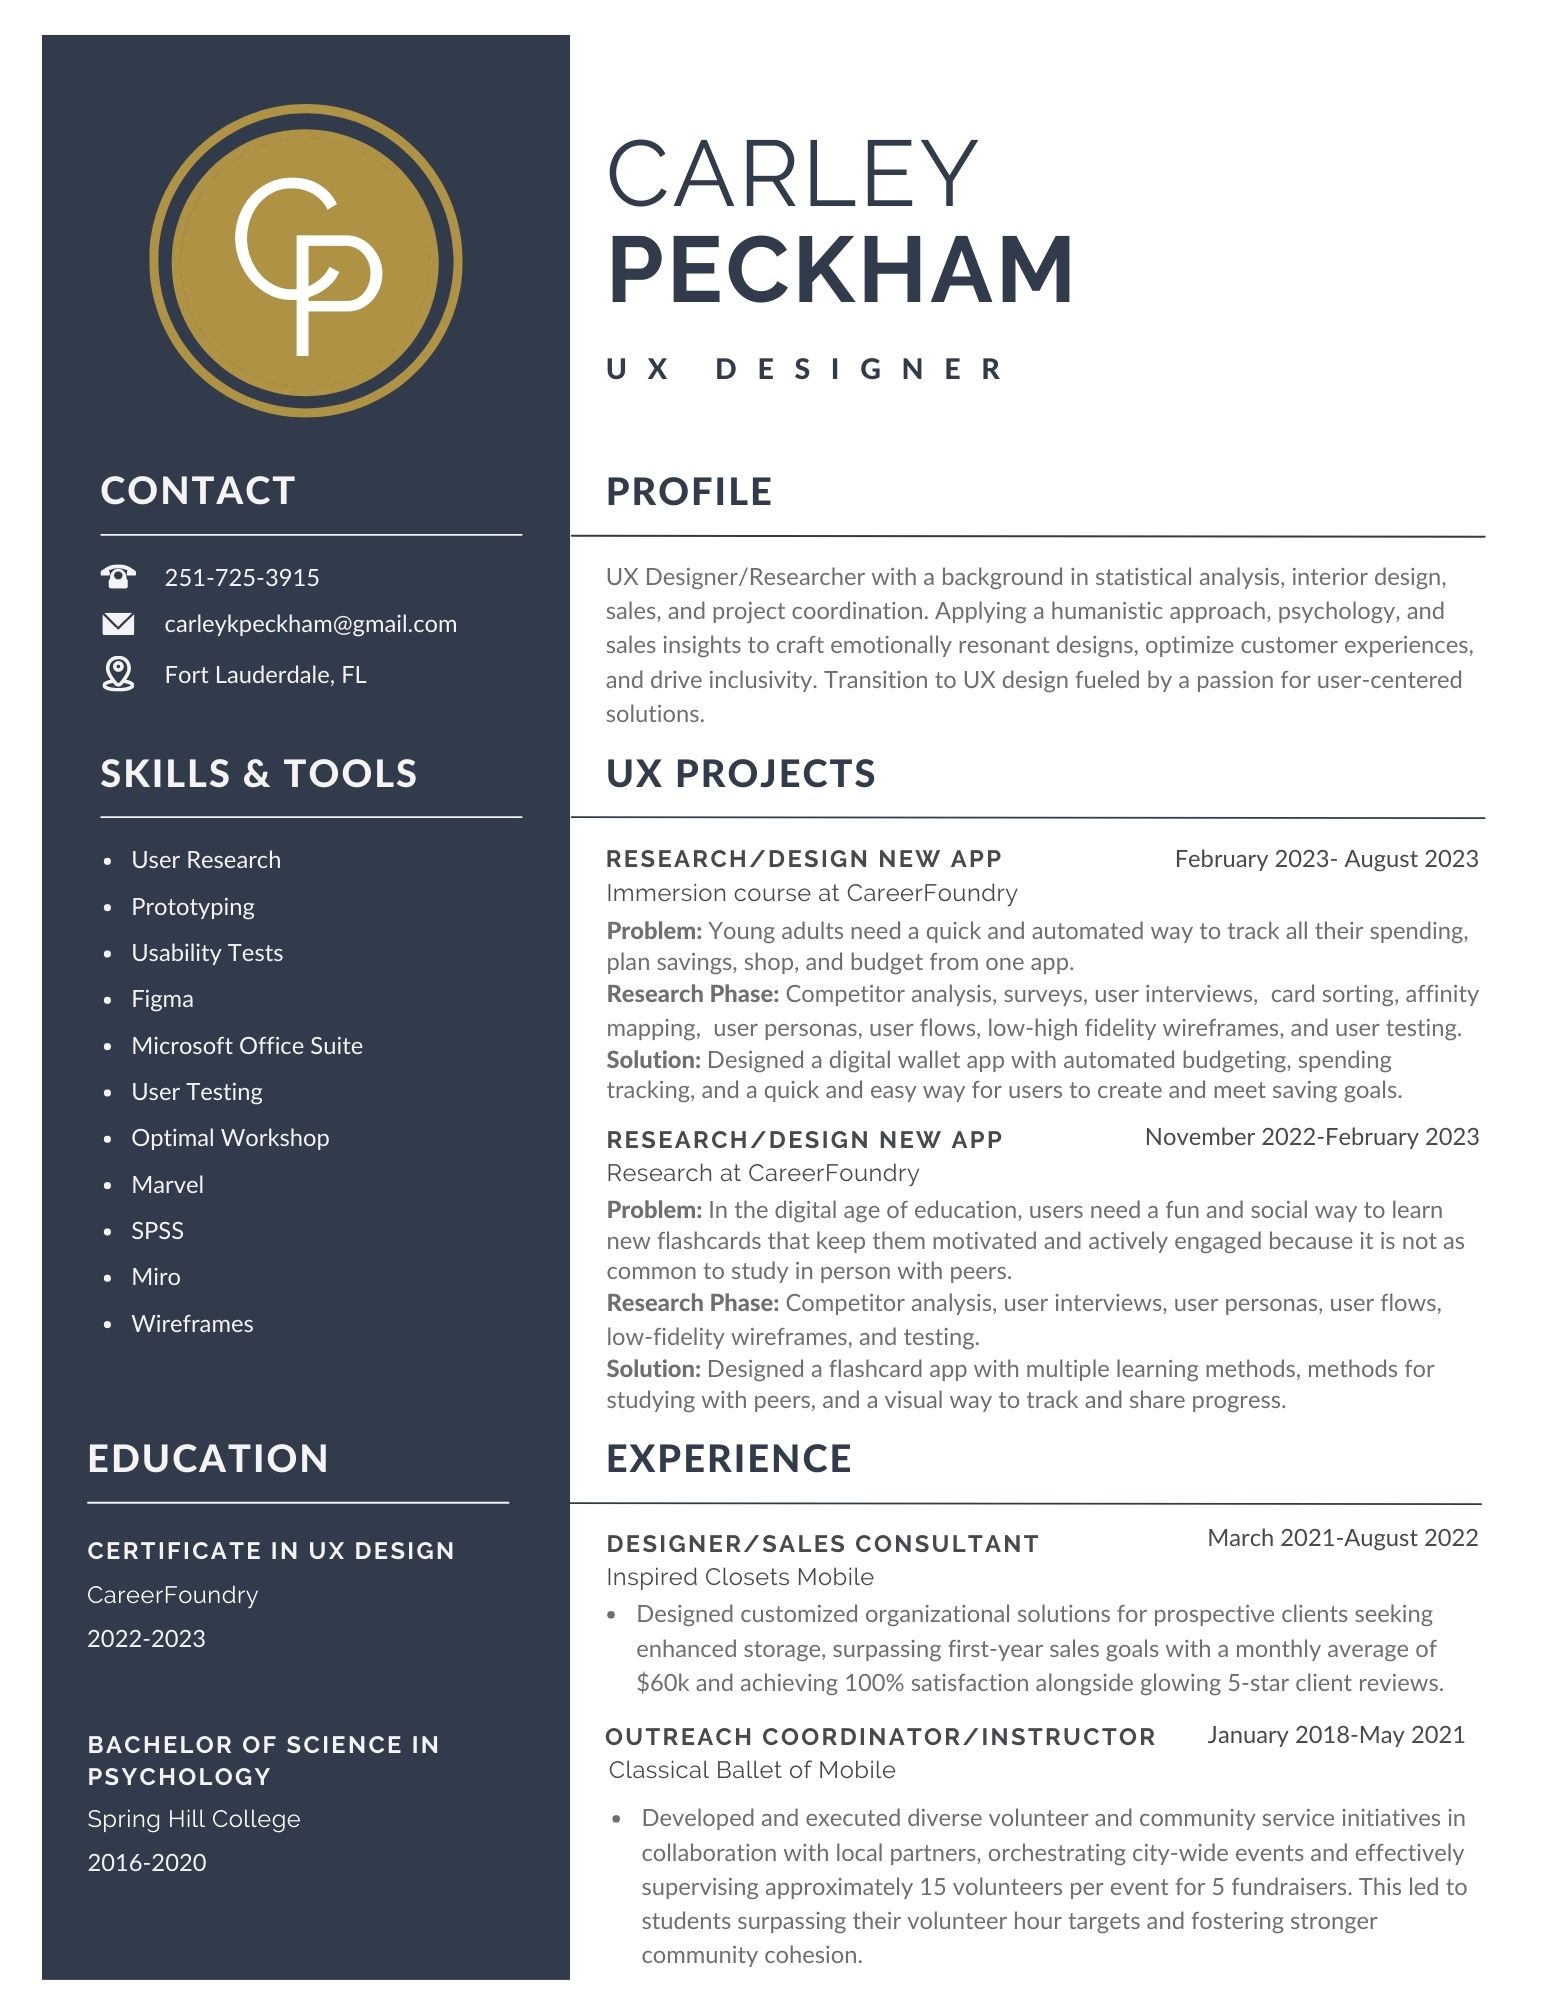 CP
CARLEY
PECKHAM
UX DESIGNER
CONTACT
251-725-3915
carleykpeckham@gmail.com
Fort Lauderdale, FL
SKILLS & TOOLS
• User Research
• Prototyping
• Usability Tests
• Figma
• Microsoft Office Suite
• User Testing
• Optimal Workshop
• Marvel
• SPSS
• Miro
• Wireframes
EDUCATION
CERTIFICATE IN UX DESIGN
CareerFoundry
2022-2023
BACHELOR OF SCIENCE IN
PSYCHOLOGY
Spring Hill College
2016-2020
PROFILE
UX Designer/Researcher with a background in statistical analysis, interior design,
sales, and project coordination. Applying a humanistic approach, psychology, and
sales insights to craft emotionally resonant designs, optimize customer experiences,
and drive inclusivity. Transition to UX design fueled by a passion for user-centered
solutions.
UX PROJECTS
RESEARCH/DESIGN NEW APP February 2023- August 2023
Immersion course at CareerFoundry
Problem: Young adults need a quick and automated way to track all their spending,
plan savings, shop, and budget from one app.
Research Phase: Competitor analysis, surveys, user interviews,  card sorting, affinity
mapping,  user personas, user flows, low-high fidelity wireframes, and user testing.
Solution: Designed a digital wallet app with automated budgeting, spending
tracking, and a quick and easy way for users to create and meet saving goals.
RESEARCH/DESIGN NEW APP November 2022-February 2023
Research at CareerFoundry
Problem: In the digital age of education, users need a fun and social way to learn
new flashcards that keep them motivated and actively engaged because it is not as
common to study in person with peers.
Research Phase: Competitor analysis, user interviews, user personas, user flows,
low-fidelity wireframes, and testing.
Solution: Designed a flashcard app with multiple learning methods, methods for
studying with peers, and a visual way to track and share progress.
EXPERIENCE
DESIGNER/SALES CONSULTANT March 2021-August 2022
Inspired Closets Mobile
• Designed customized organizational solutions for prospective clients seeking
enhanced storage, surpassing first-year sales goals with a monthly average of
$60k and achieving 100% satisfaction alongside glowing 5-star client reviews.
OUTREACH COORDINATOR/INSTRUCTOR January 2018-May 2021
Classical Ballet of Mobile
• Developed and executed diverse volunteer and community service initiatives in
collaboration with local partners, orchestrating city-wide events and effectively
supervising approximately 15 volunteers per event for 5 fundraisers. This led to
students surpassing their volunteer hour targets and fostering stronger
community cohesion.